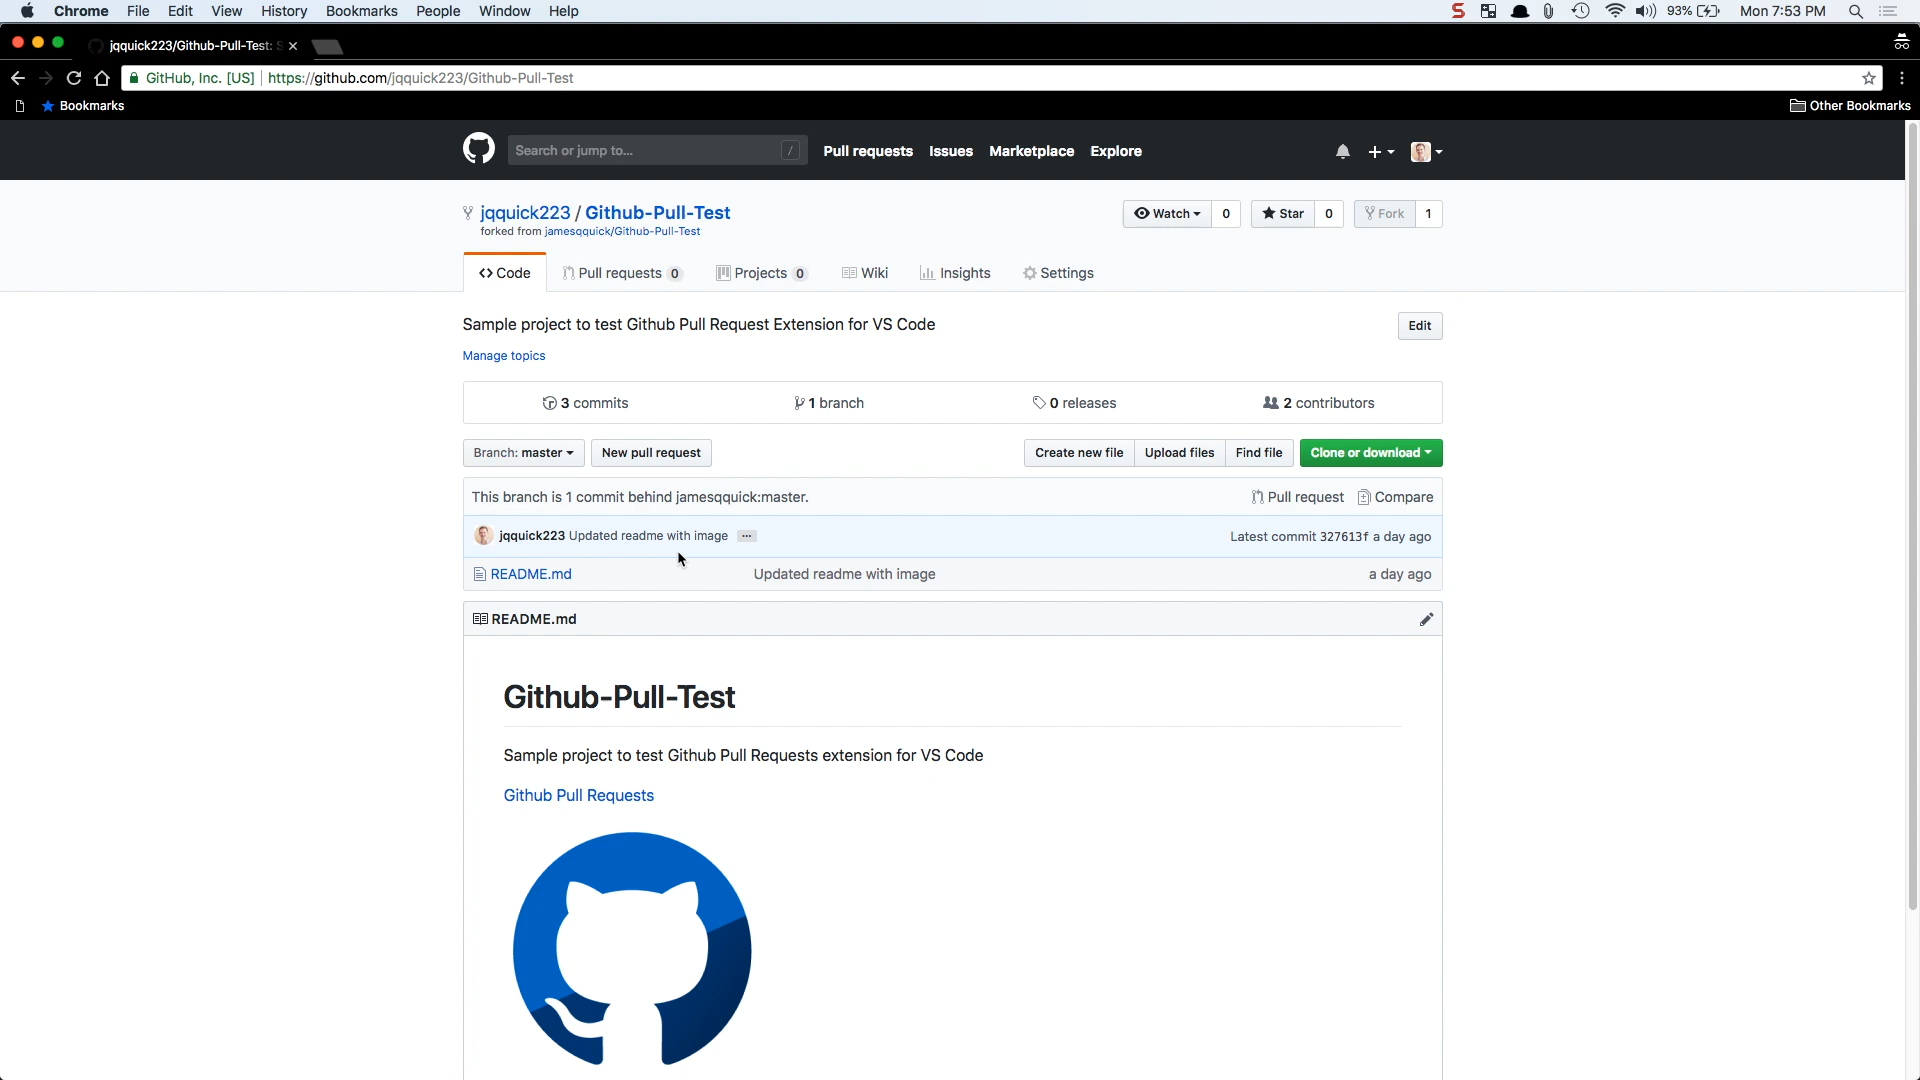 Chrome File Edit View History Bookmarks People Window Help 93% Mon 7:53 PM
jqquick223/Github-Pull-Test:
GitHub, Inc. [US] https://github.com/jqquick223/Github-Pull-Test
Bookmarks Other Bookmarks
Search or jump to... / Pull requests Issues Marketplace Explore
jqquick223 / Github-Pull-Test Watch 0 Star 0 Fork 1
forked from jamesqquick/Github-Pull-Test
Code Pull requests 0 Projects 0 Wiki Insights Settings
Sample project to test Github Pull Request Extension for VS Code Edit
Manage topics
3 commits 1 branch 0 releases 2 contributors
Branch: master New pull request Create new file Upload files Find file Clone or download
This branch is 1 commit behind jamesqquick:master. Pull request Compare
jqquick223 Updated readme with image ... Latest commit 327613f a day ago
README.md Updated readme with image a day ago
README.md
Github-Pull-Test
Sample project to test Github Pull Requests extension for VS Code
Github Pull Requests